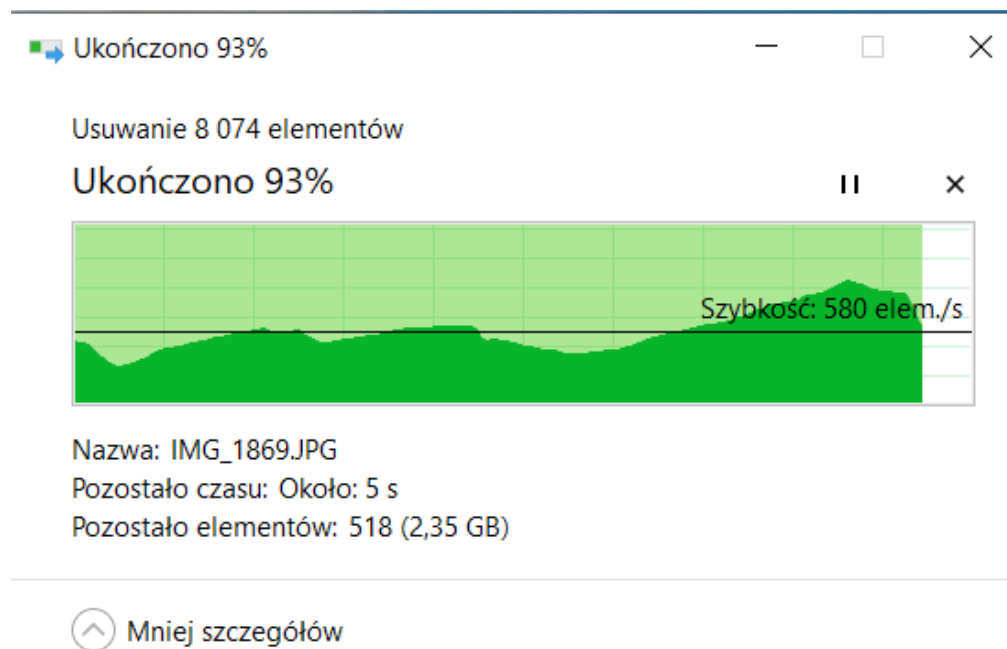 Ukończono 93%
Usuwanie 8 074 elementów
Ukończono 93%
Szybkość: 580 elem./s
Nazwa: IMG_1869.JPG
Pozostało czasu: Około: 5 s
Pozostało elementów: 518 (2,35 GB)
Mniej szczegółów